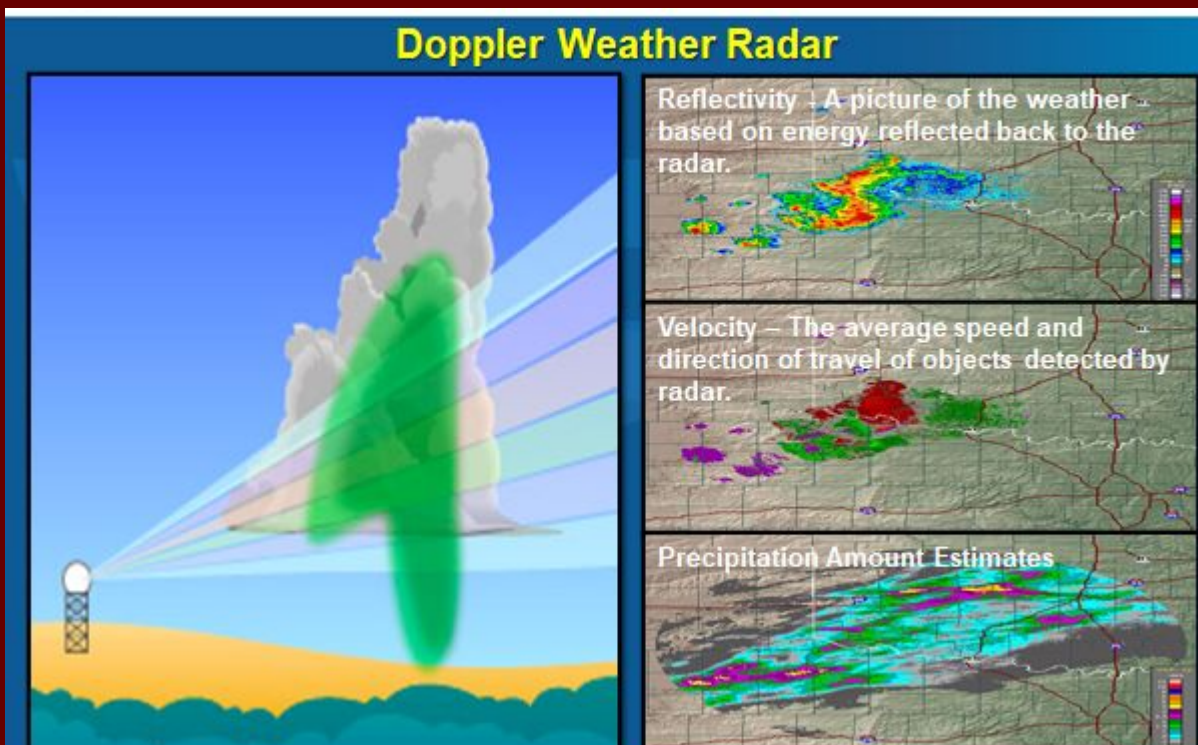 Doppler Weather Radar
Reflectivity - A picture of the weather
based on energy reflected back to the
radar.
Velocity – The average speed and
direction of travel of objects detected by
radar.
Precipitation Amount Estimates